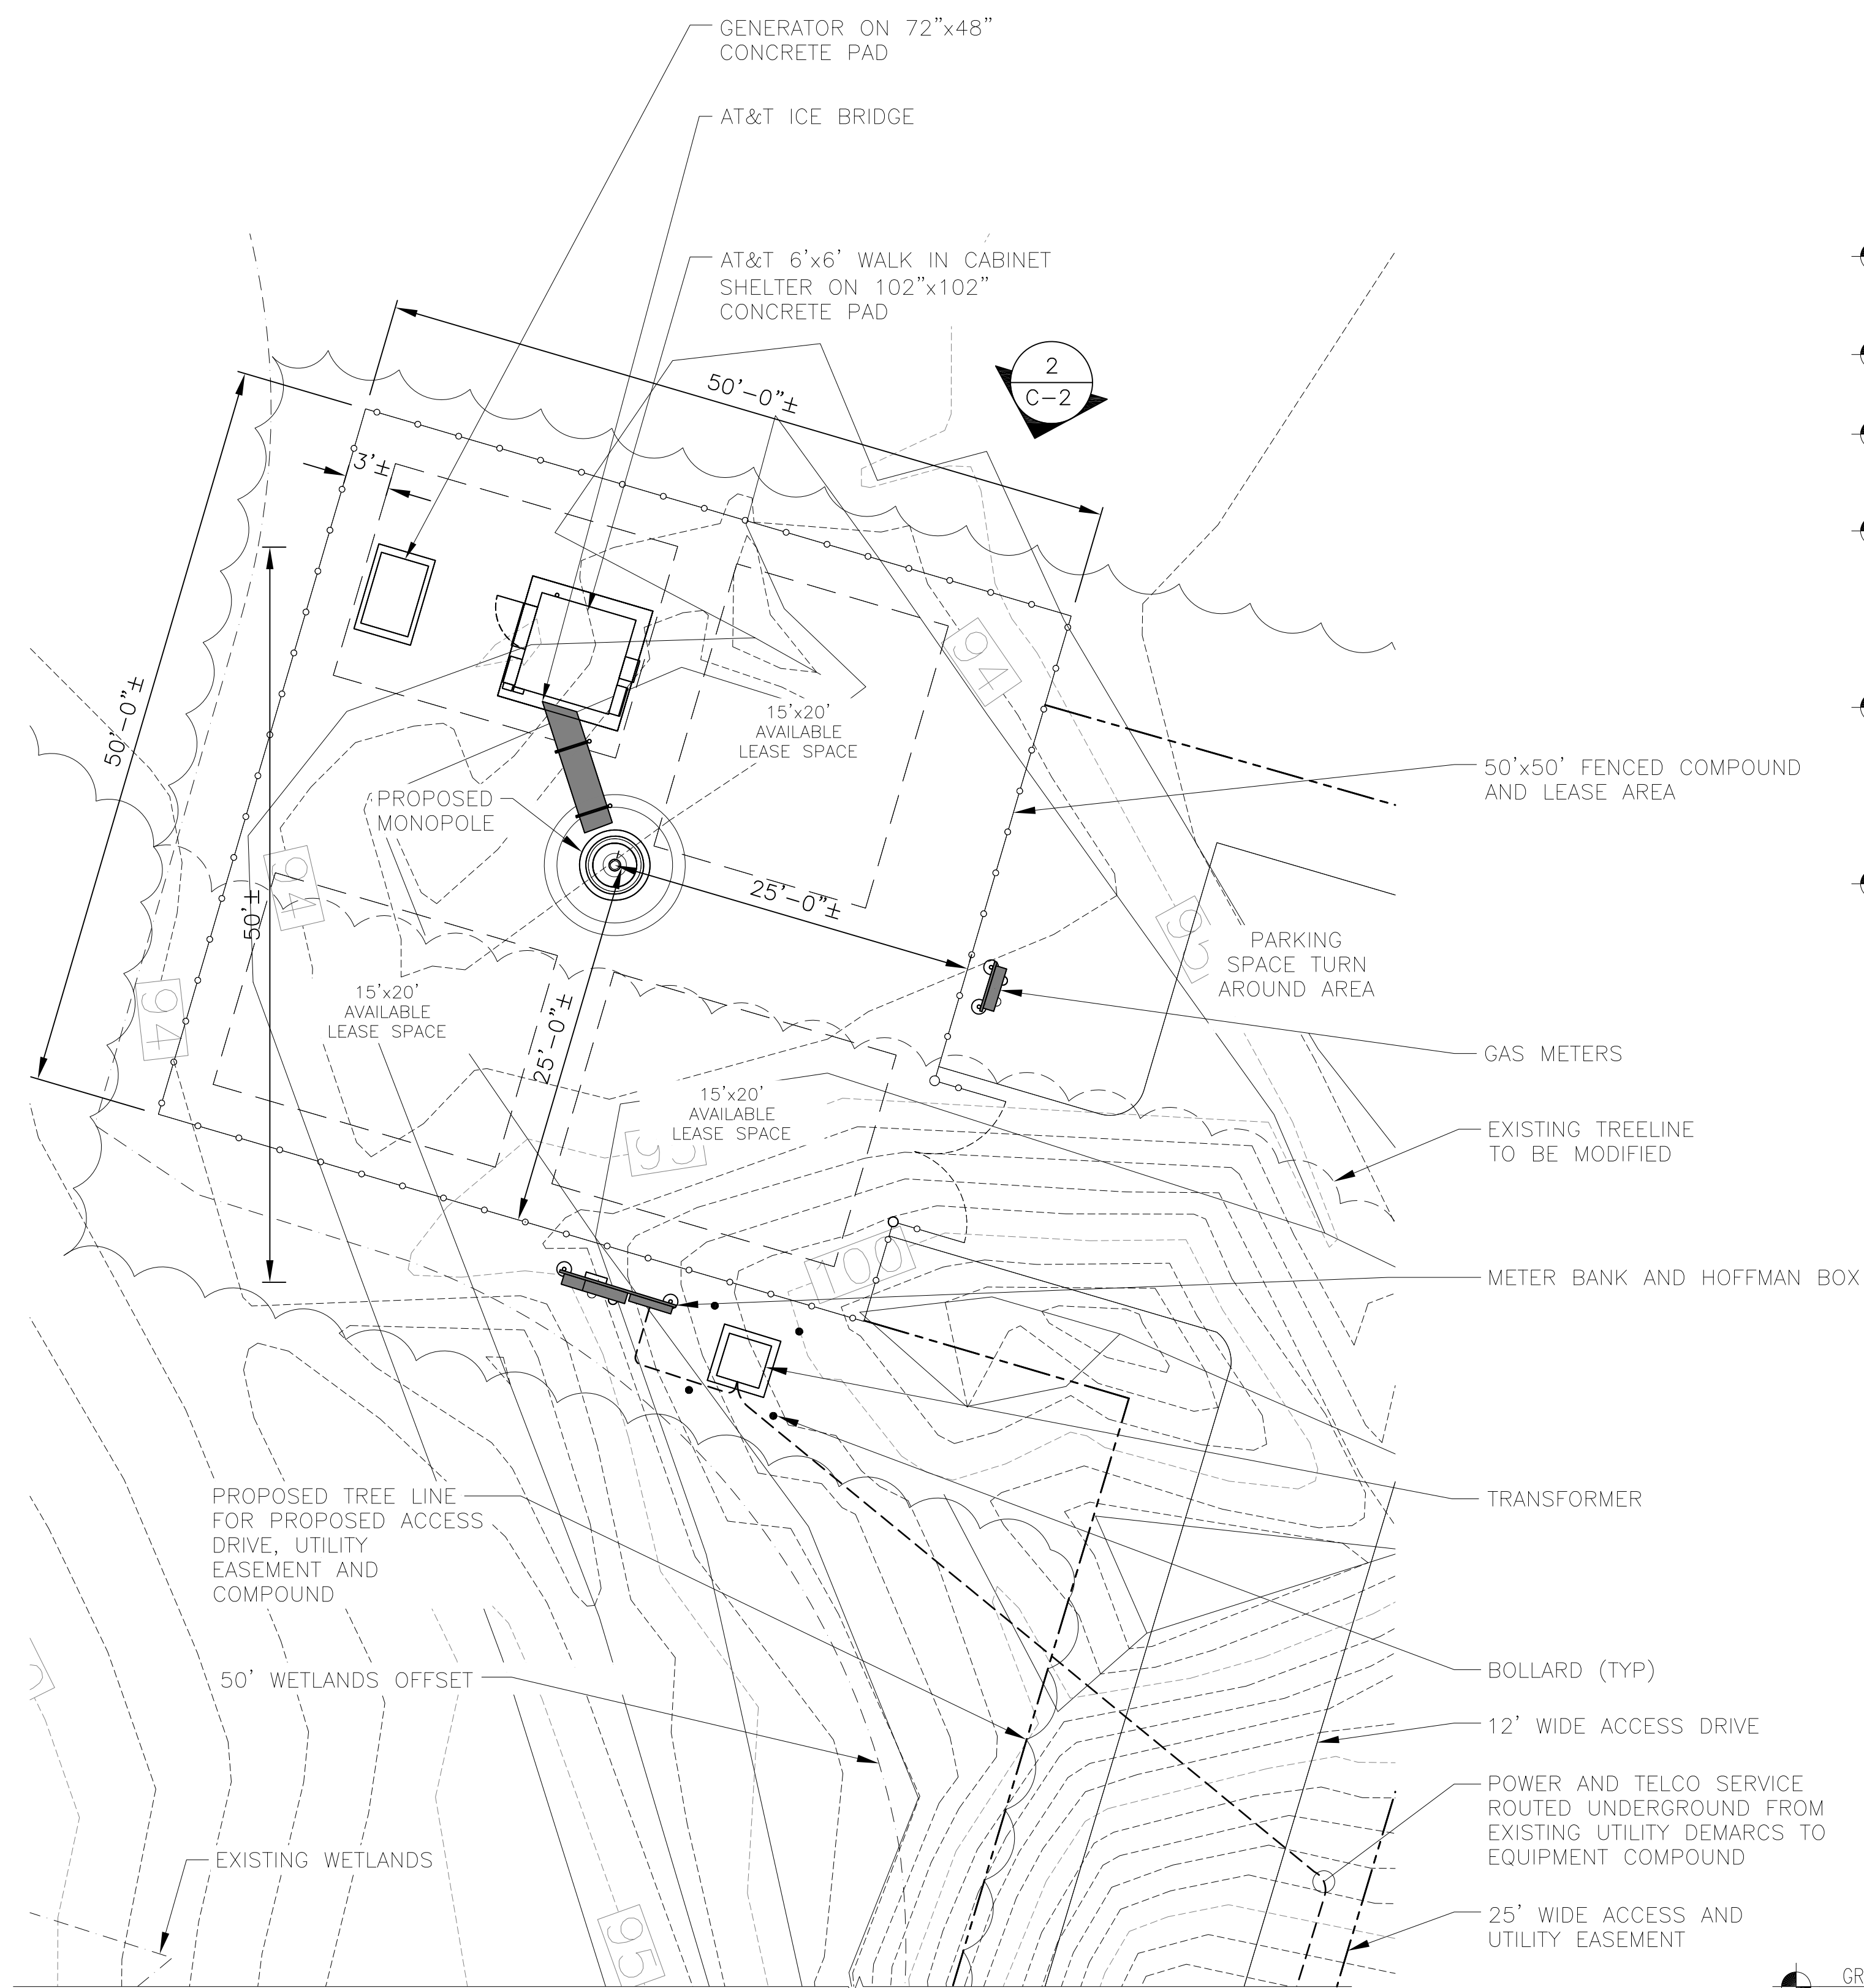 GENERATOR ON 72"x48"
CONCRETE PAD
AT&T ICE BRIDGE
AT&T 6'x6' WALK IN CABINET
SHELTER ON 102"x102"
CONCRETE PAD
2
C-2
50'-0"±
3'±
50'-0"±
94
15'x20'
AVAILABLE
LEASE SPACE
50'x50' FENCED COMPOUND
AND LEASE AREA
PROPOSED
MONOPOLE
94
50'±
25'-0"±
PARKING
SPACE TURN
AROUND AREA
94
15'x20'
AVAILABLE
LEASE SPACE
25'-0"±
GAS METERS
15'x20'
AVAILABLE
LEASE SPACE
EXISTING TREELINE
TO BE MODIFIED
100
METER BANK AND HOFFMAN BOX
PROPOSED TREE LINE
FOR PROPOSED ACCESS
DRIVE, UTILITY
EASEMENT AND
COMPOUND
TRANSFORMER
50' WETLANDS OFFSET
BOLLARD (TYP)
12' WIDE ACCESS DRIVE
POWER AND TELCO SERVICE
ROUTED UNDERGROUND FROM
EXISTING UTILITY DEMARCS TO
EQUIPMENT COMPOUND
EXISTING WETLANDS
95
25' WIDE ACCESS AND
UTILITY EASEMENT